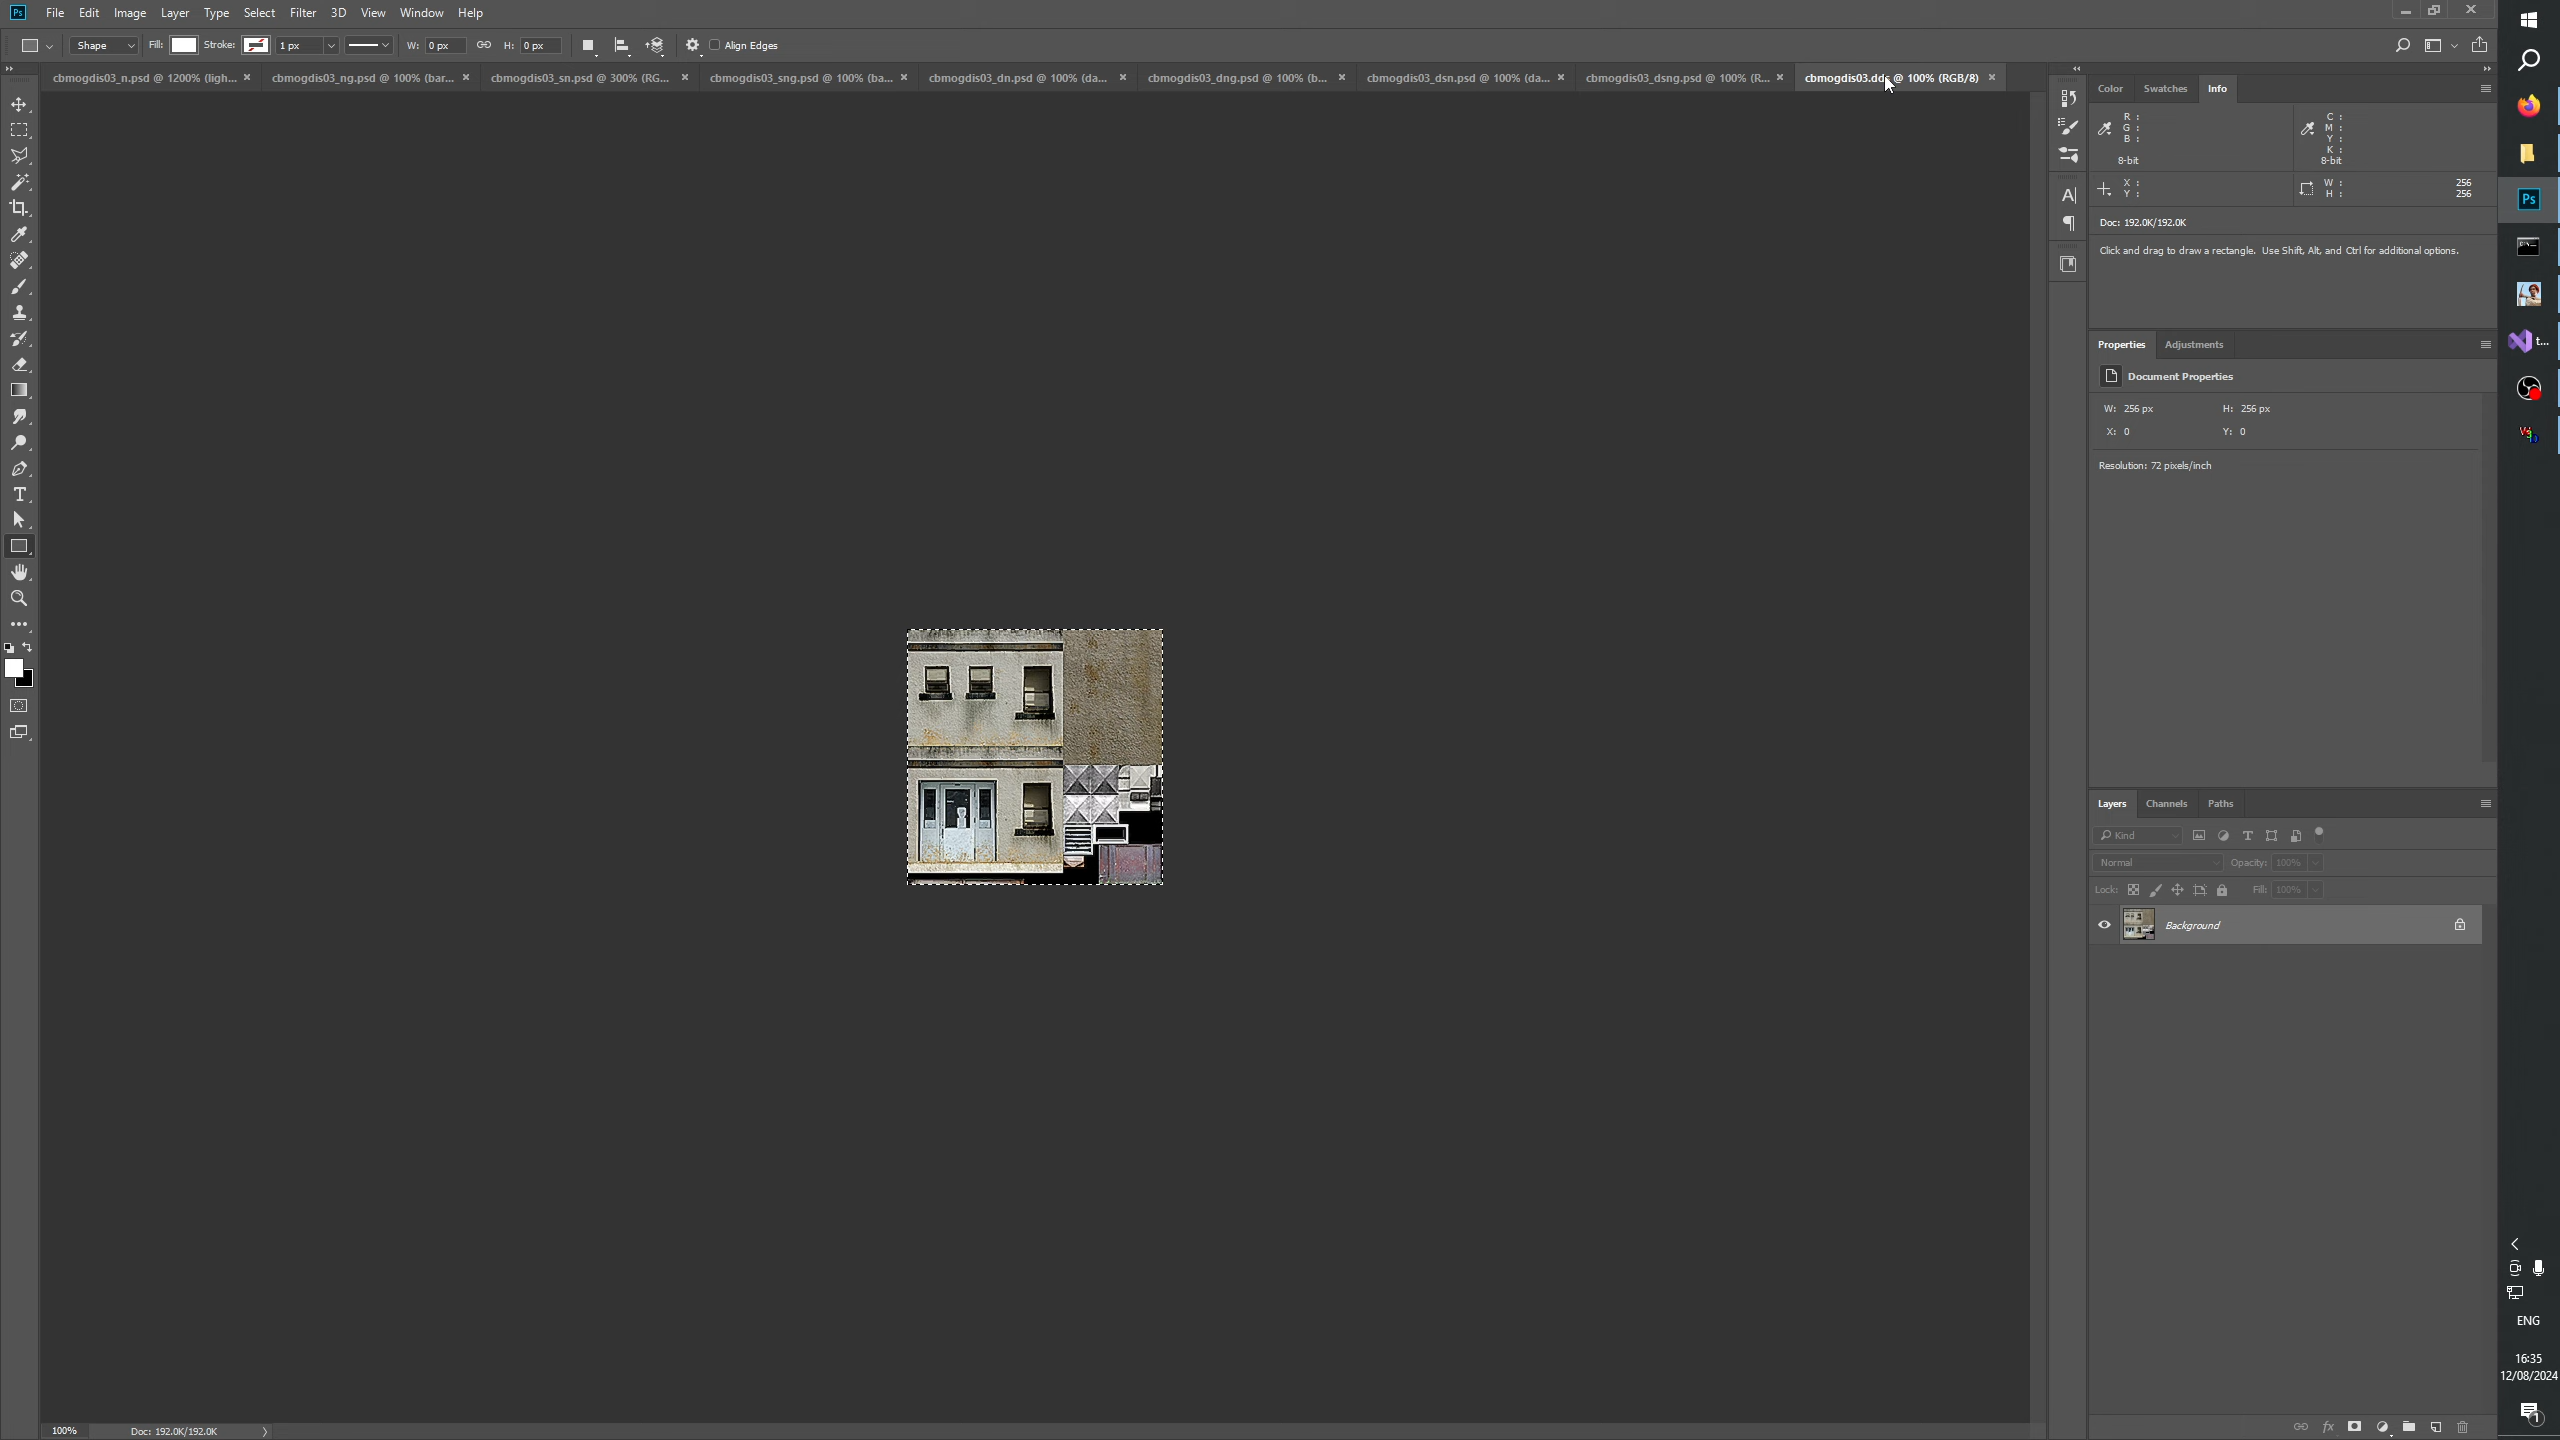 Ps File Edit Image Layer Type Select Filter 3D View Window Help
Shape Fill: Stroke: 1 px W: 0 px H: 0 px Align Edges
cbmogdis03_n.psd @ 1200% (ligh... × cbmogdis03_ng.psd @ 100% (bar... × cbmogdis03_sn.psd @ 300% (RG... × cbmogdis03_sng.psd @ 100% (ba... × cbmogdis03_dn.psd @ 100% (da... × cbmogdis03_dng.psd @ 100% (b... × cbmogdis03_dsn.psd @ 100% (da... × cbmogdis03_dsng.psd @ 100% (R... × cbmogdis03.dds @ 100% (RGB/8) ×
Color Swatches Info
R :
G :
B :
8-bit
C :
M :
Y :
K :
8-bit
X :
Y :
W : 256
H : 256
Doc: 192.0K/192.0K
Click and drag to draw a rectangle. Use Shift, Alt, and Ctrl for additional options.
Properties Adjustments
Document Properties
W: 256 px H: 256 px
X: 0 Y: 0
Resolution: 72 pixels/inch
Layers Channels Paths
Kind
Normal Opacity: 100%
Lock: Fill: 100%
Background
100% Doc: 192.0K/192.0K
Ps
t...
ENG
16:35
12/08/2024
1